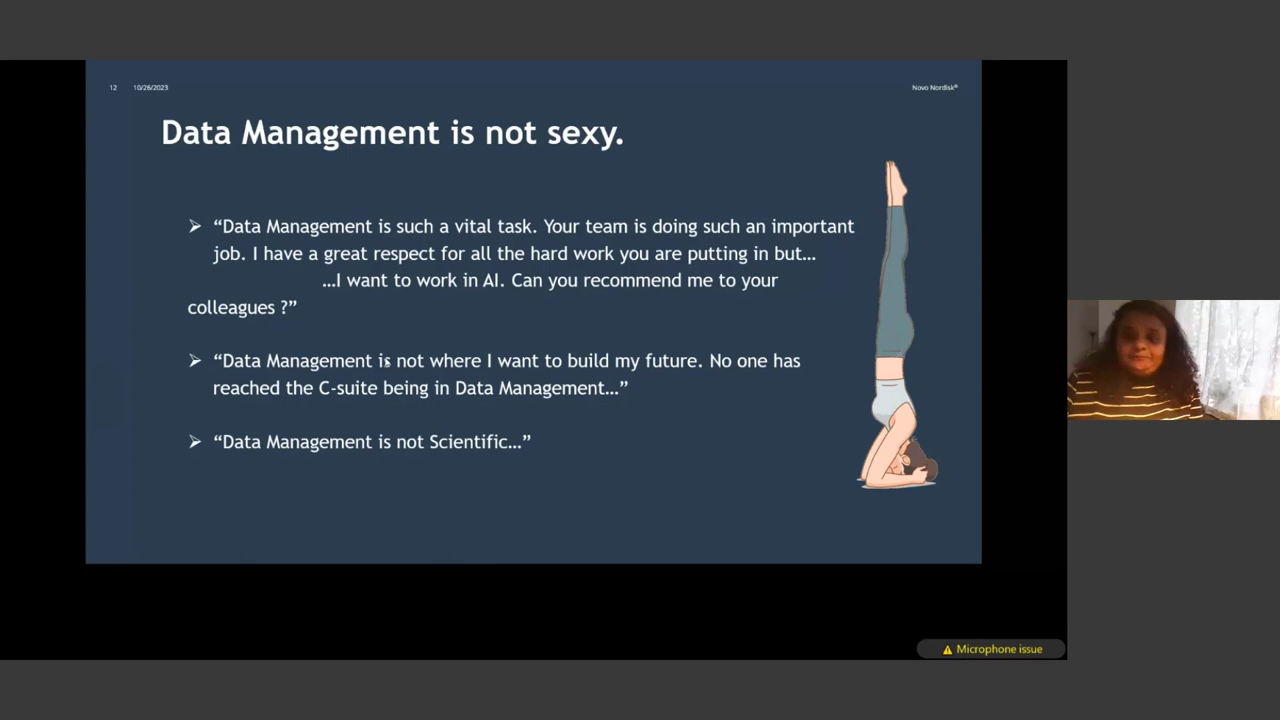 12 10/26/2023 Novo Nordisk®
Data Management is not sexy.
➢ “Data Management is such a vital task. Your team is doing such an important
job. I have a great respect for all the hard work you are putting in but…
…I want to work in AI. Can you recommend me to your
colleagues ?”
➢ “Data Management is not where I want to build my future. No one has
reached the C-suite being in Data Management…”
➢ “Data Management is not Scientific…”
Microphone issue